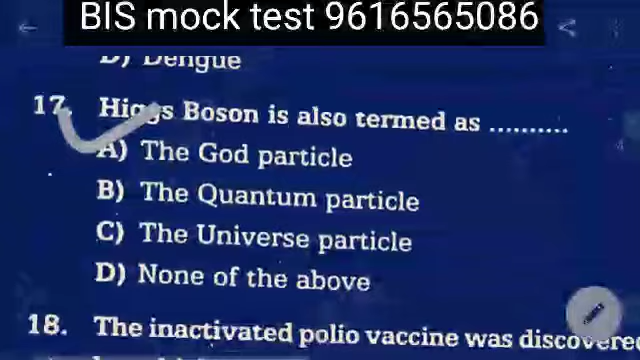 BIS mock test 9616565086
D) Dengue
17. Higgs Boson is also termed as ..........
A) The God particle
B) The Quantum particle
C) The Universe particle
D) None of the above
18. The inactivated polio vaccine was discovered